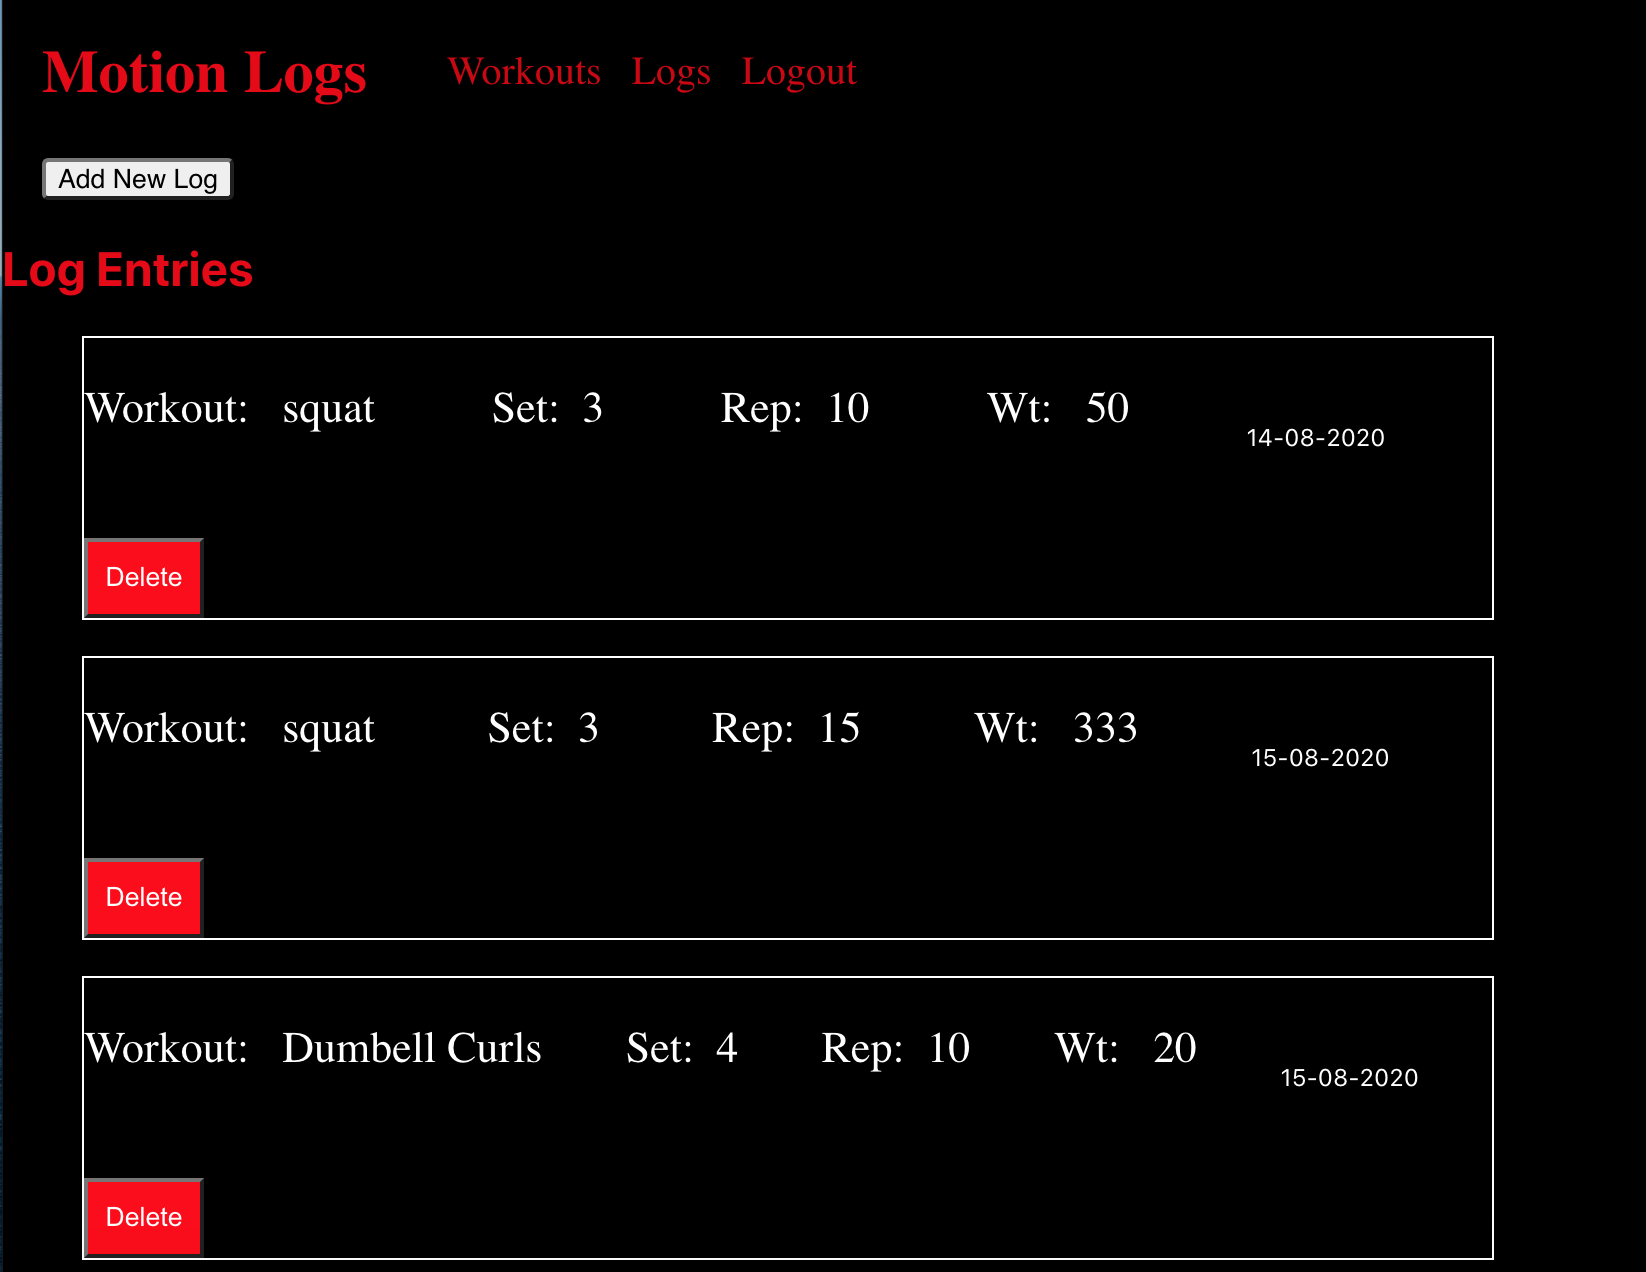 Motion Logs Workouts Logs Logout
Add New Log
Log Entries
Workout: squat Set: 3 Rep: 10 Wt: 50 14-08-2020
Delete
Workout: squat Set: 3 Rep: 15 Wt: 333 15-08-2020
Delete
Workout: Dumbell Curls Set: 4 Rep: 10 Wt: 20 15-08-2020
Delete